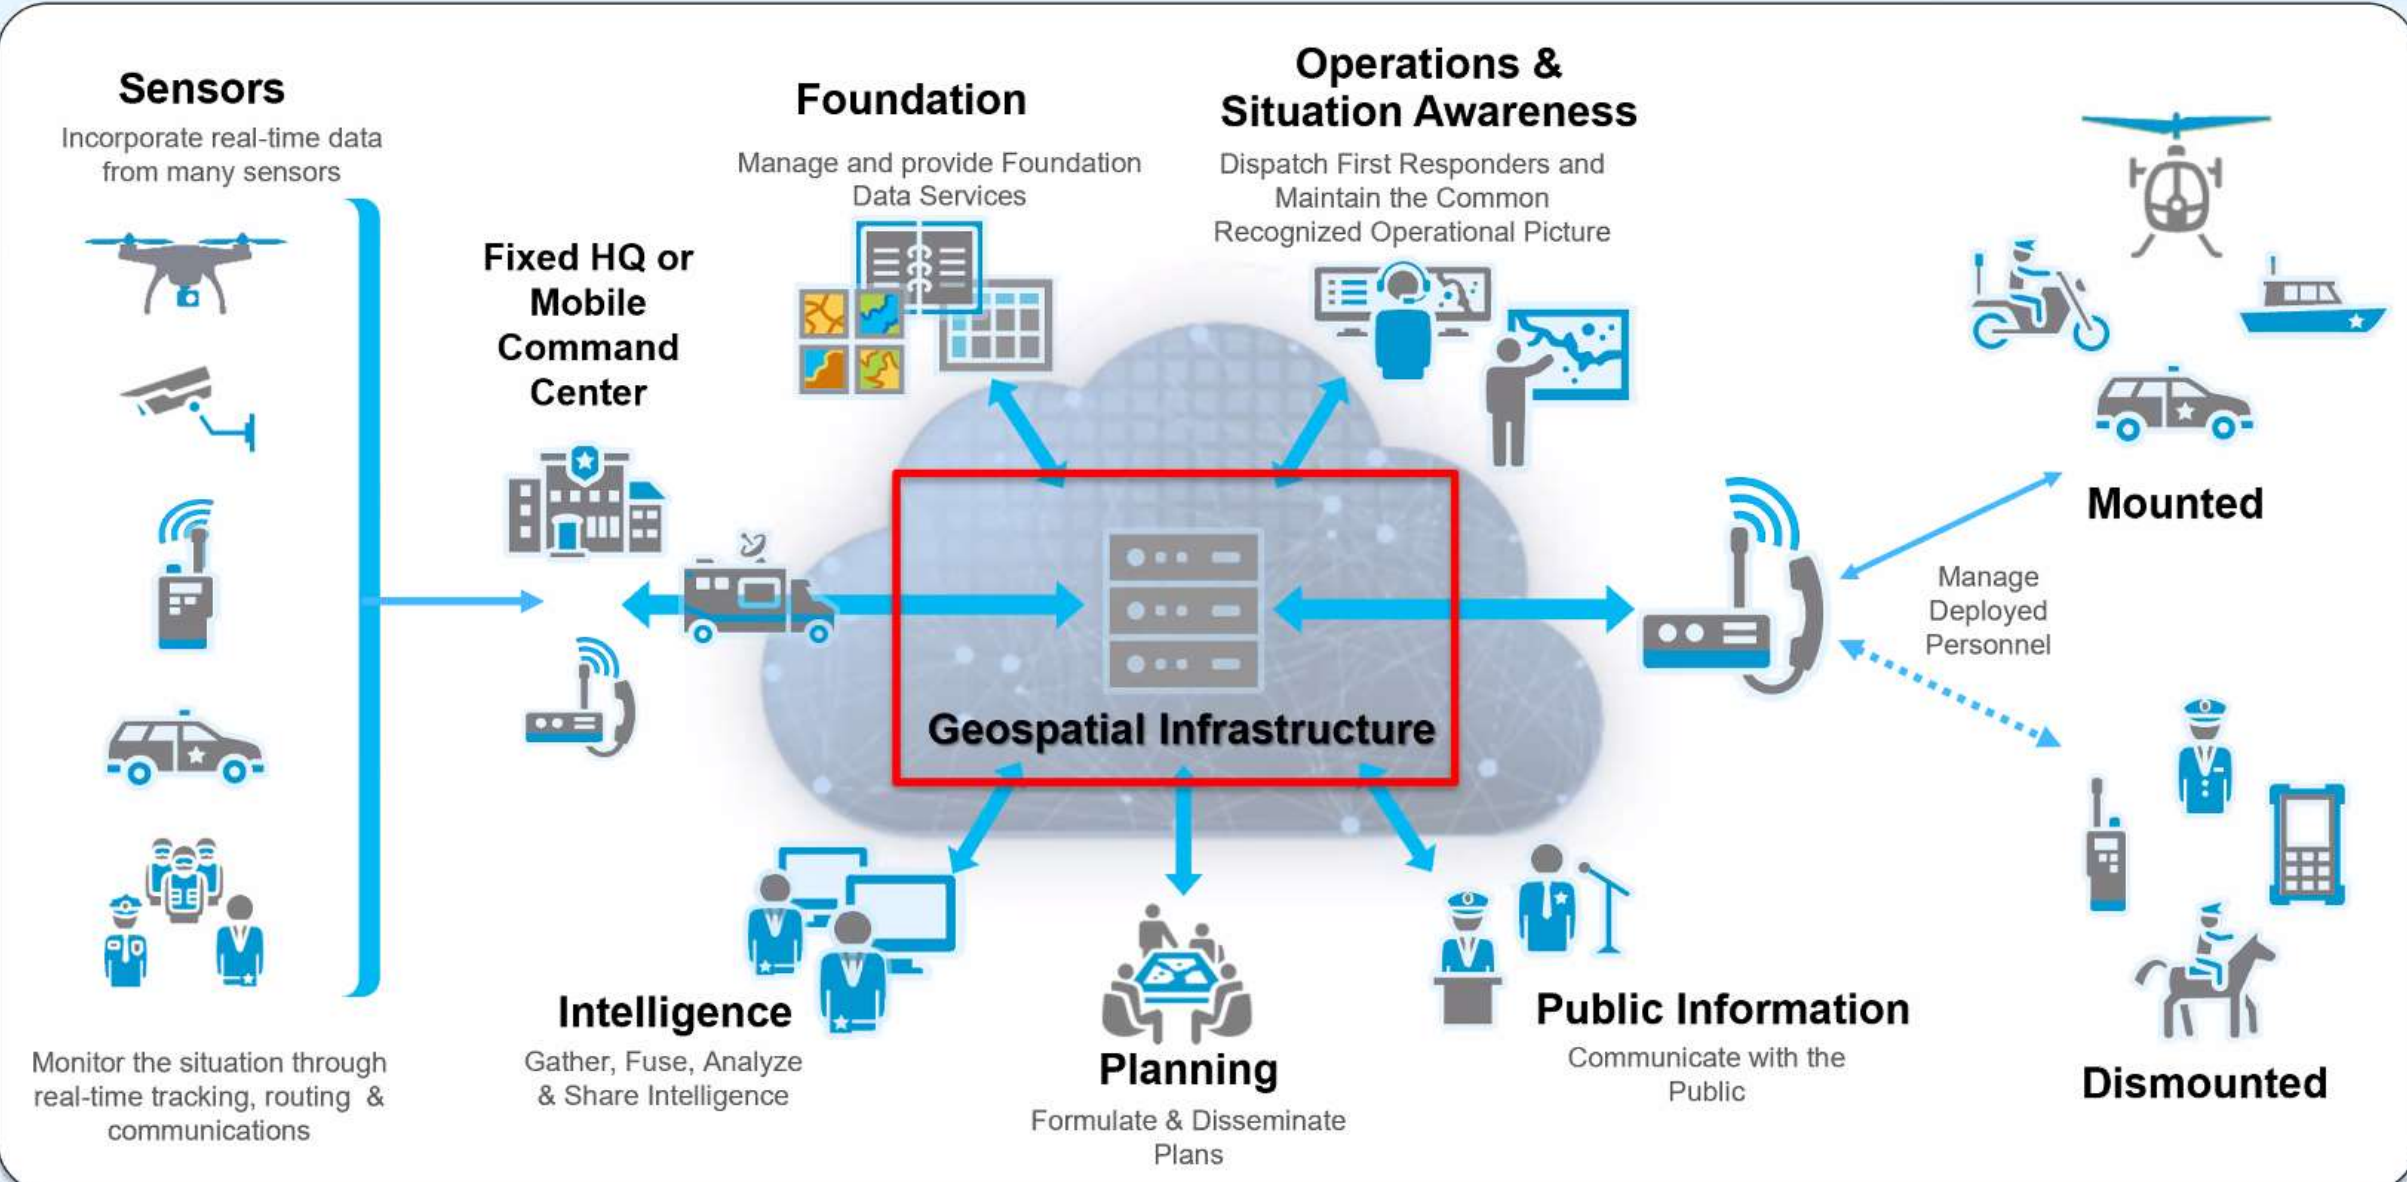 Sensors
Incorporate real-time data
from many sensors
Monitor the situation through
real-time tracking, routing &
communications
Fixed HQ or
Mobile
Command
Center
Foundation
Manage and provide Foundation
Data Services
Operations &
Situation Awareness
Dispatch First Responders and
Maintain the Common
Recognized Operational Picture
Geospatial Infrastructure
Intelligence
Gather, Fuse, Analyze
& Share Intelligence
Planning
Formulate & Disseminate
Plans
Public Information
Communicate with the
Public
Mounted
Manage
Deployed
Personnel
Dismounted